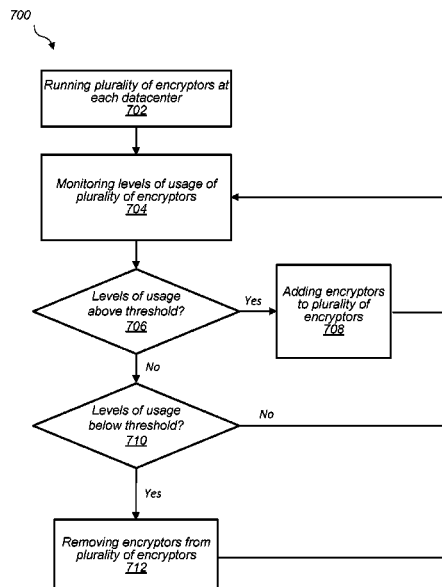 700
Running plurality of encryptors at
each datacenter
702
Monitoring levels of usage of
plurality of encryptors
704
Levels of usage
above threshold?
706
Yes
Adding encryptors
to plurality of
encryptors
708
No
Levels of usage
below threshold?
710
No
Yes
Removing encryptors from
plurality of encryptors
712